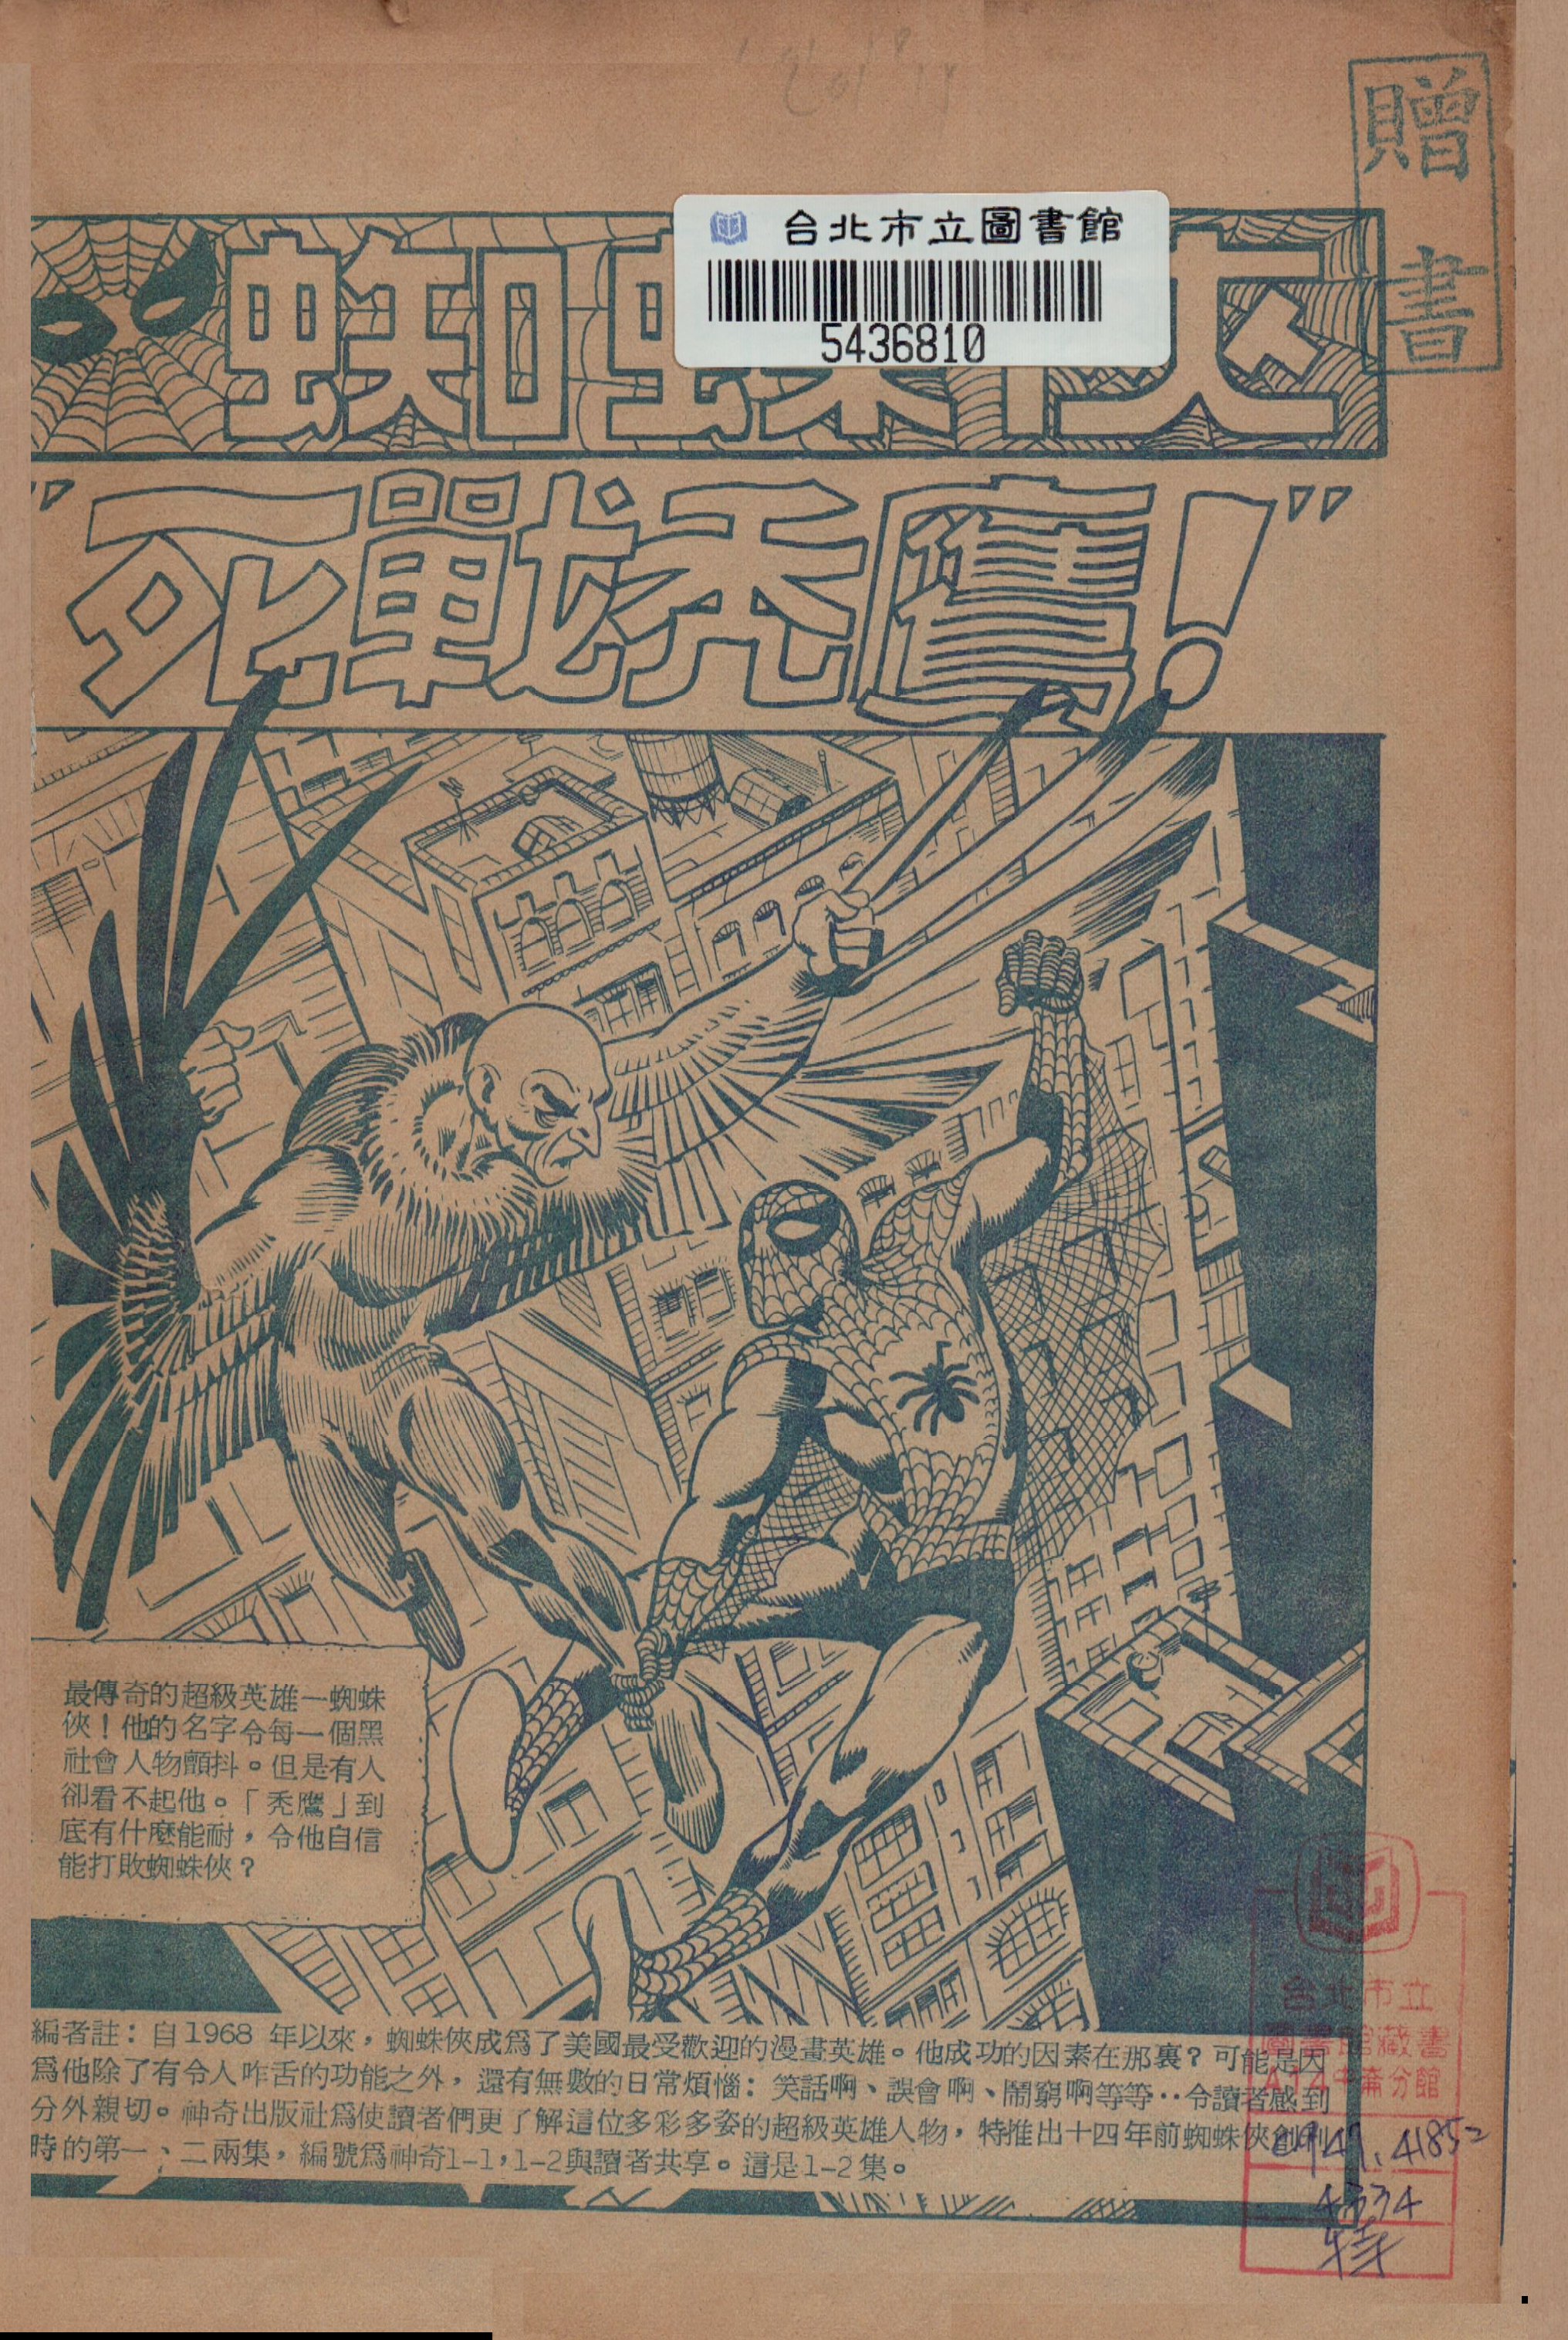 贈書
台北市立圖書館
5436810
蜘蛛俠
"死戰禿鷹！"
最傳奇的超級英雄—蜘蛛
俠！他的名字令每一個黑
社會人物顫抖。但是有人
卻看不起他。「禿鷹」到
底有什麼能耐，令他自信
能打敗蜘蛛俠？
編者註：自1968 年以來，蜘蛛俠成爲了美國最受歡迎的漫畫英雄。他成功的因素在那裏？可能是因
爲他除了有令人咋舌的功能之外，還有無數的日常煩惱：笑話啊、誤會啊、鬧窮啊等等…令讀者感到
分外親切。神奇出版社爲使讀者們更了解這位多彩多姿的超級英雄人物，特推出十四年前蜘蛛俠創刊
時的第一、二兩集，編號爲神奇1-1，1-2與讀者共享。這是1-2集。
台北市立
圖書館藏書
分館
4334
特